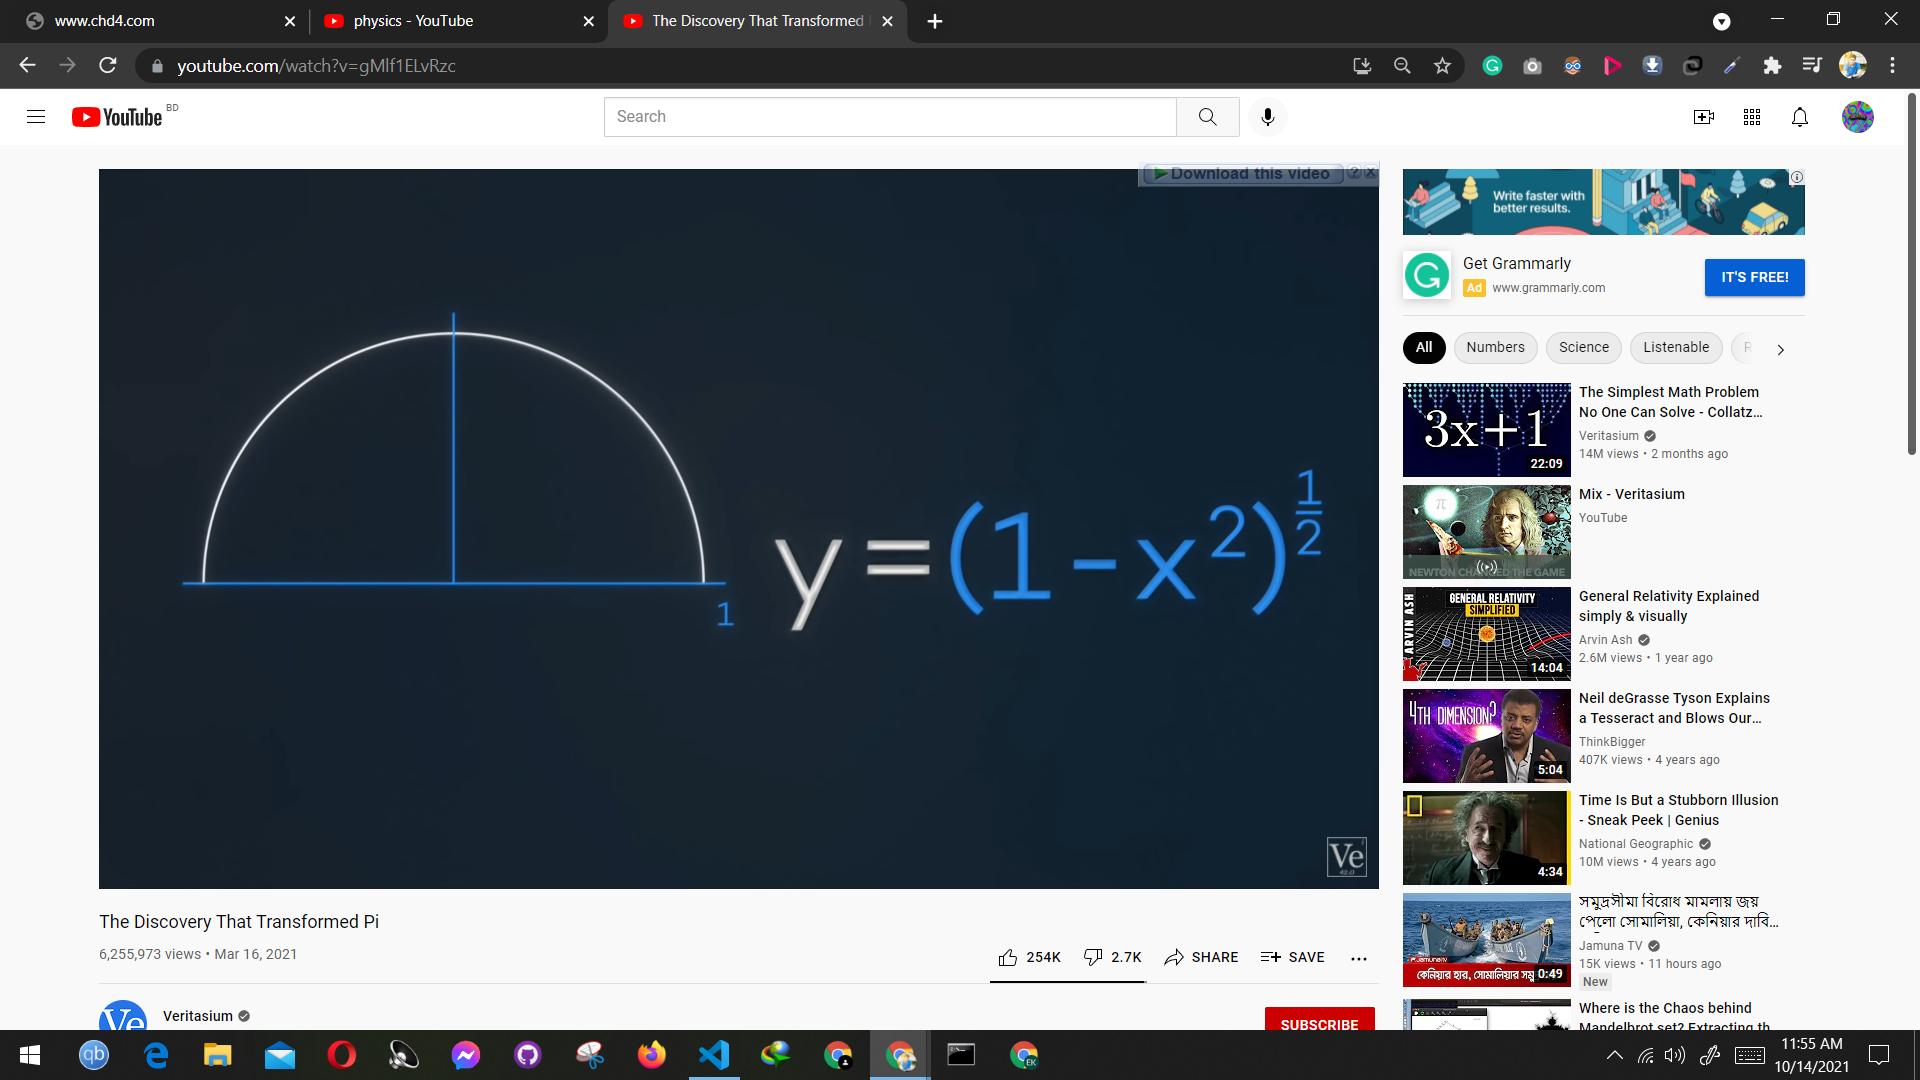 www.chd4.com
physics - YouTube
The Discovery That Transformed
youtube.com/watch?v=gMlf1ELvRzc
YouTube BD
Search
Download this video
y=(1-x²)^1/2
1
Ve
42.0
The Discovery That Transformed Pi
6,255,973 views • Mar 16, 2021
254K
2.7K
SHARE
SAVE
Ve
Veritasium
SUBSCRIBE
Write faster with
better results.
Get Grammarly
Ad www.grammarly.com
IT'S FREE!
All
Numbers
Science
Listenable
3x+1
22:09
The Simplest Math Problem
No One Can Solve - Collatz...
Veritasium
14M views • 2 months ago
π
NEWTON CHANGED THE GAME
Mix - Veritasium
YouTube
ARVIN ASH
GENERAL RELATIVITY
SIMPLIFIED
14:04
General Relativity Explained
simply & visually
Arvin Ash
2.6M views • 1 year ago
4TH DIMENSION?
5:04
Neil deGrasse Tyson Explains
a Tesseract and Blows Our...
ThinkBigger
407K views • 4 years ago
4:34
Time Is But a Stubborn Illusion
- Sneak Peek | Genius
National Geographic
10M views • 4 years ago
Jamuna TV
কেনিয়ার হার, সোমালিয়ার
0:49
সমুদ্রসীমা বিরোধ মামলায় জয়
পেলো সোমালিয়া, কেনিয়ার দাবি...
Jamuna TV
15K views • 11 hours ago
New
Where is the Chaos behind
Mandelbrot set? Extracting th
qb
EK
11:55 AM
10/14/2021